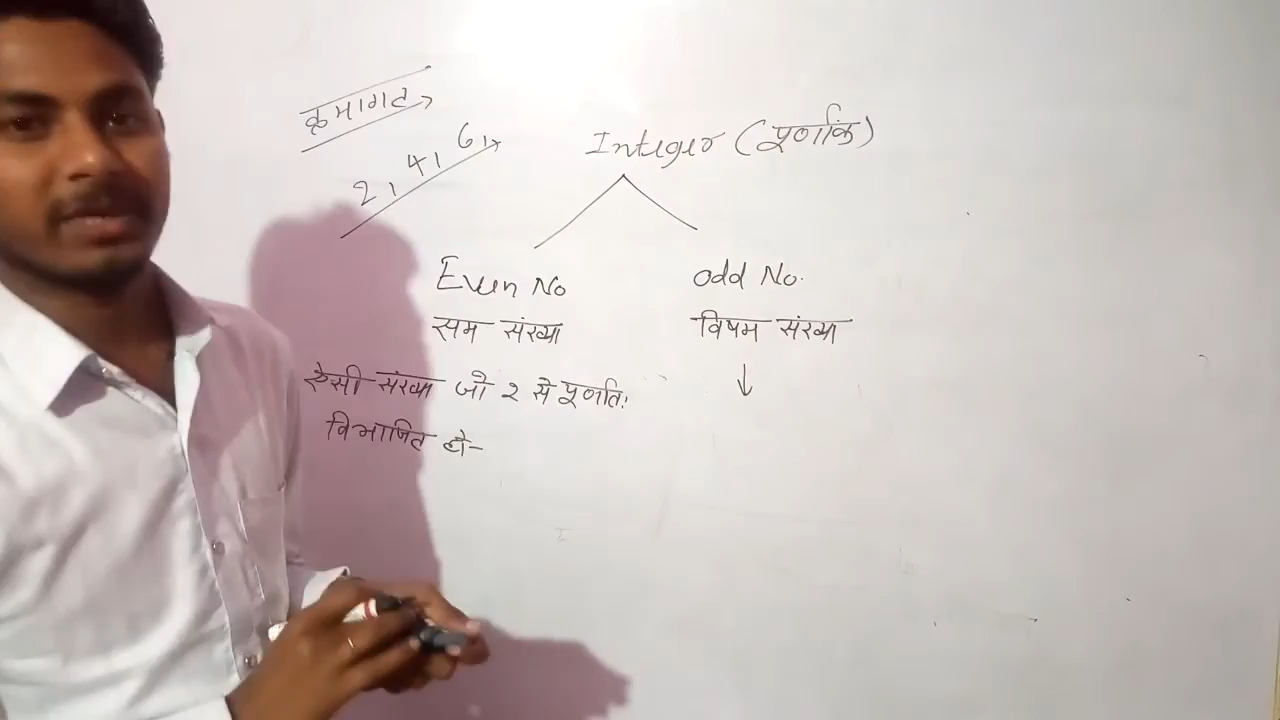 क्रमागत
2, 4, 6,
Integer (पूर्णांक)
Even No
odd No.
सम संख्या
विषम संख्या
ऐसी संख्या जो 2 से पूर्णतः
विभाजित हो-